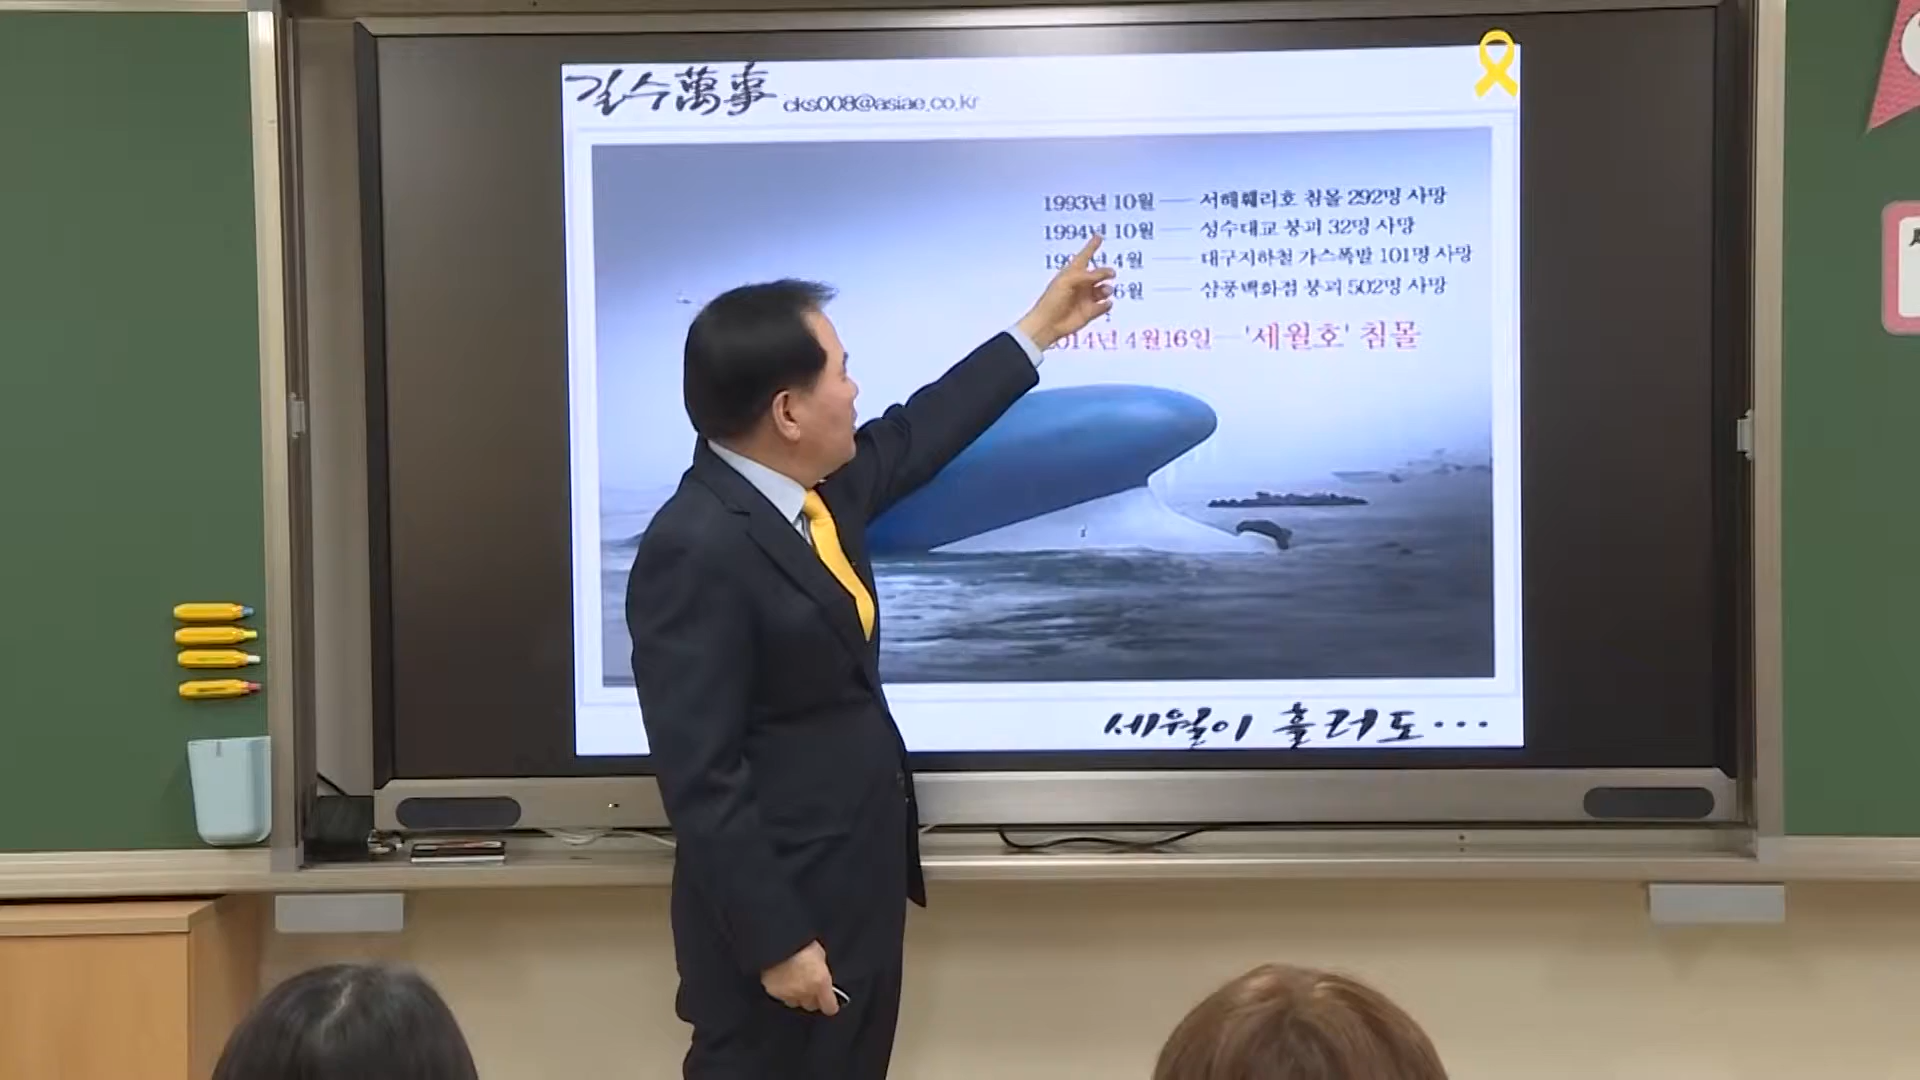 길수萬事 cks008@asiae.co.kr
1993년 10월 — 서해훼리호 침몰 292명 사망
1994년 10월 — 성수대교 붕괴 32명 사망
년 4월 — 대구지하철 가스폭발 101명 사망
6월 — 삼풍백화점 붕괴 502명 사망
2014년 4월16일 — '세월호' 침몰
세월이 흘러도...